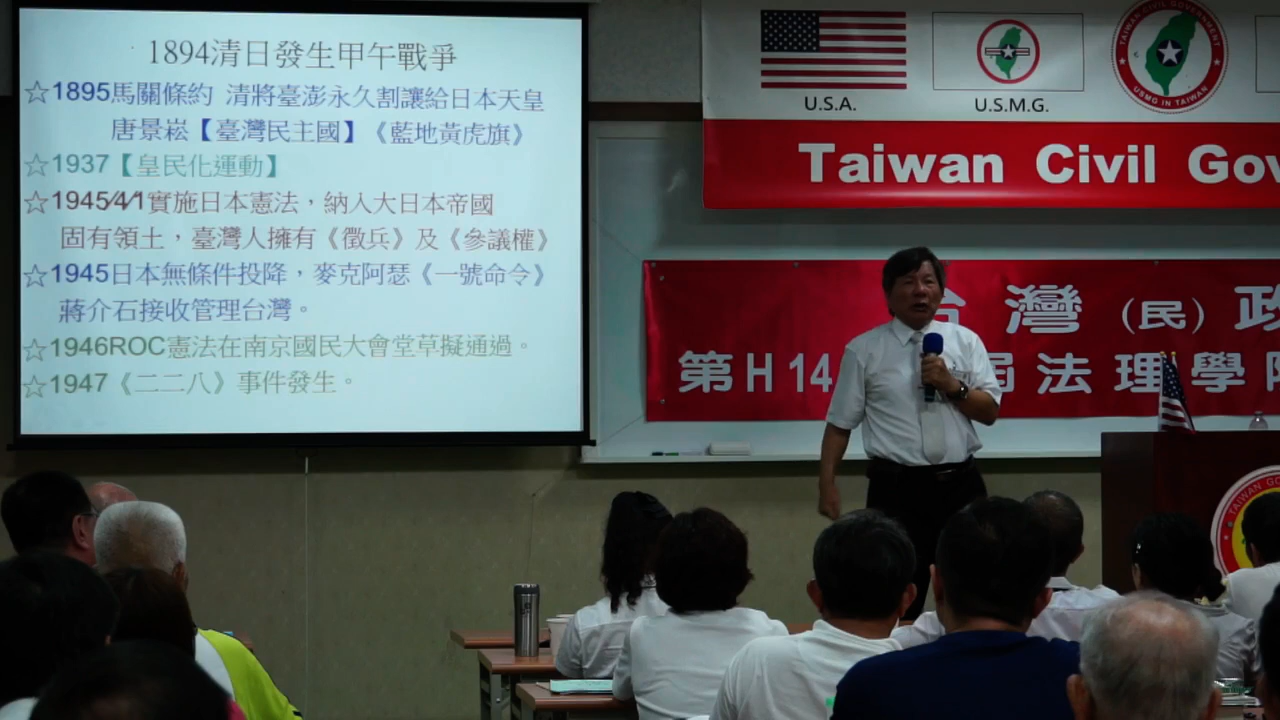 1894清日發生甲午戰爭
☆1895馬關條約 清將臺澎永久割讓給日本天皇
唐景崧【臺灣民主國】《藍地黃虎旗》
☆1937【皇民化運動】
☆1945/4/1實施日本憲法，納入大日本帝國
固有領土，臺灣人擁有《徵兵》及《參議權》
☆1945日本無條件投降，麥克阿瑟《一號命令》
蔣介石接收管理台灣。
☆1946ROC憲法在南京國民大會堂草擬通過。
☆1947《二二八》事件發生。
U.S.A.
U.S.M.G.
TAIWAN CIVIL GOVERNMENT
USMG IN TAIWAN
Taiwan Civil Gov
台灣（民）政
第H14 屆法理學
TAIWAN GO